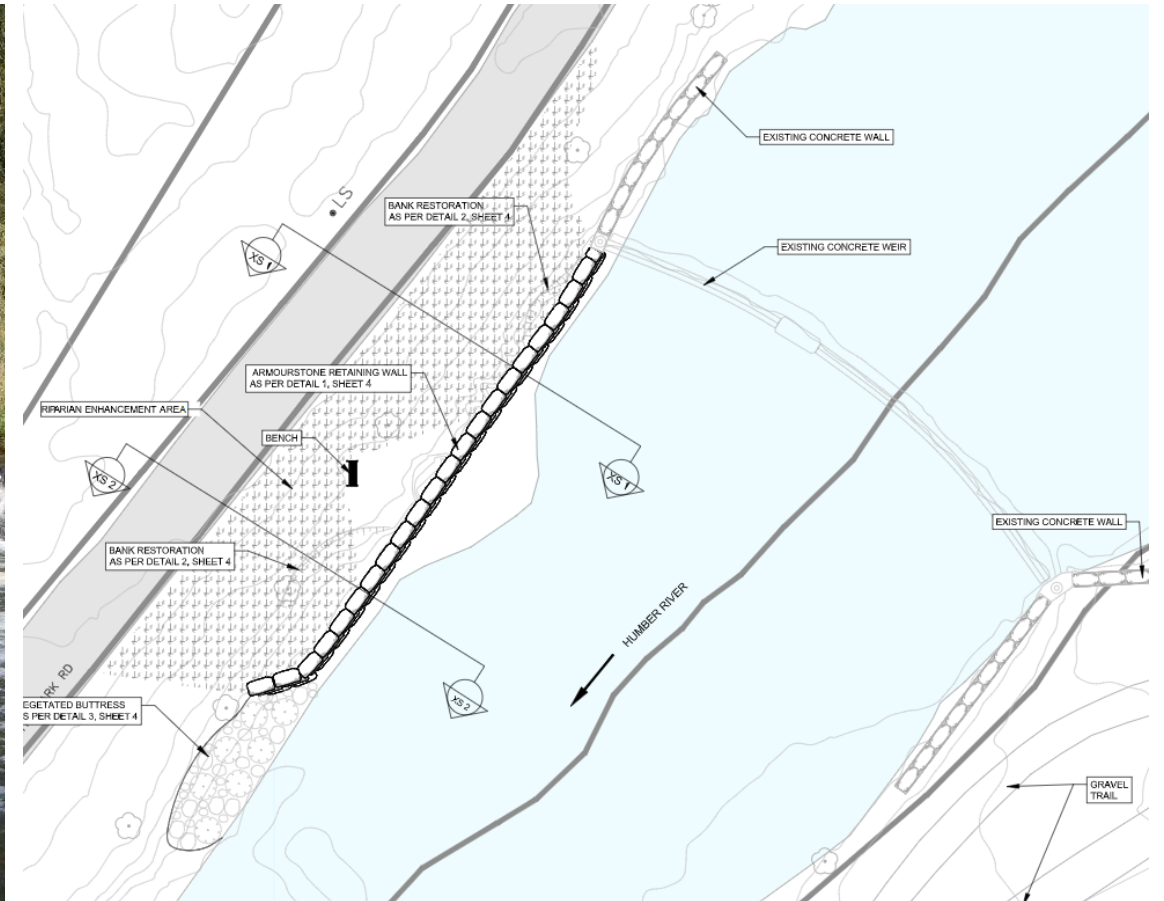 EXISTING CONCRETE WALL
LS
BANK RESTORATION
AS PER DETAIL 2, SHEET 4
XS 1
EXISTING CONCRETE WEIR
ARMOURSTONE RETAINING WALL
AS PER DETAIL 1, SHEET 4
RIPARIAN ENHANCEMENT AREA
BENCH
XS 2
XS 1
EXISTING CONCRETE WALL
BANK RESTORATION
AS PER DETAIL 2, SHEET 4
HUMBER RIVER
ARK RD
XS 2
EGETATED BUTTRESS
S PER DETAIL 3, SHEET 4
GRAVEL
TRAIL